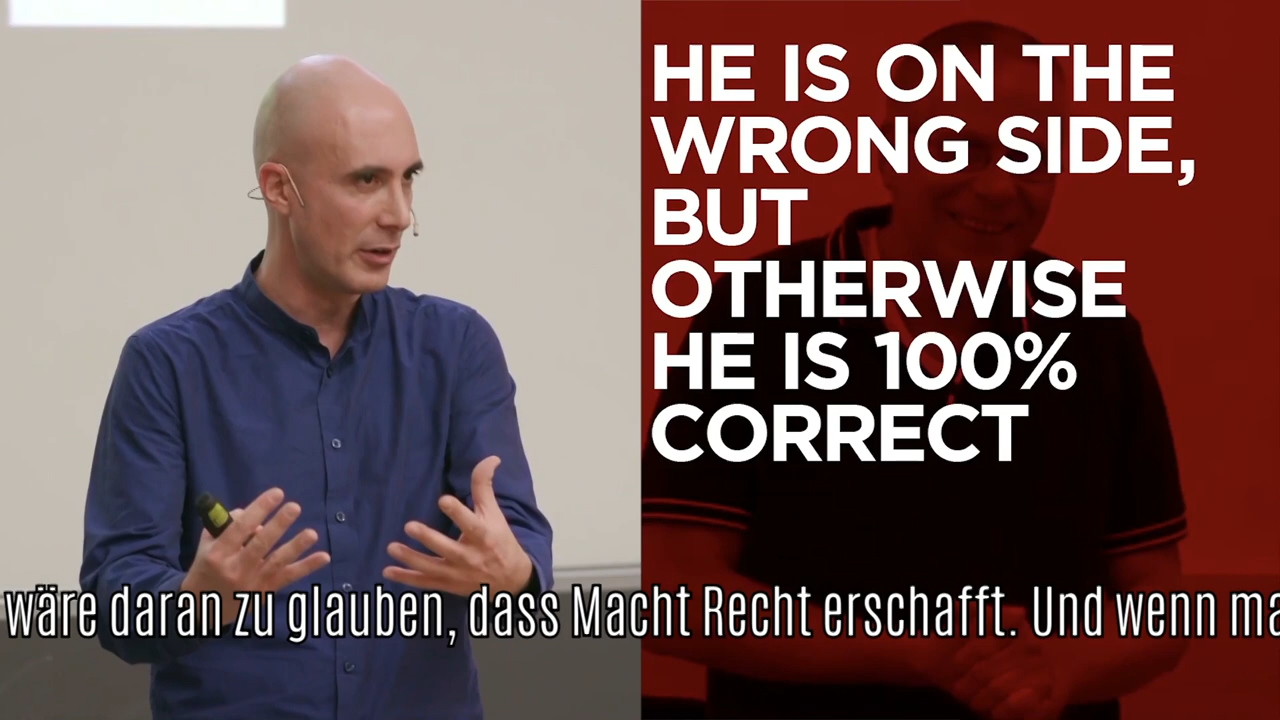 HE IS ON THE
WRONG SIDE,
BUT
OTHERWISE
HE IS 100%
CORRECT
wäre daran zu glauben, dass Macht Recht erschafft. Und wenn